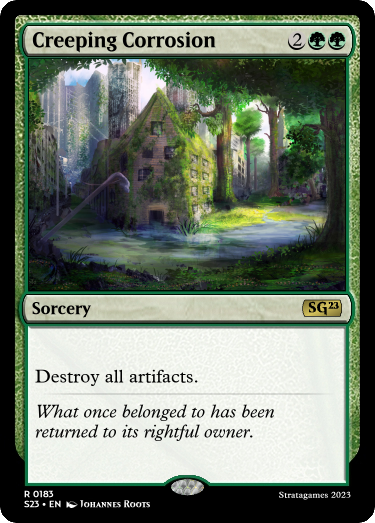 Creeping Corrosion 2
Sorcery SG23
Destroy all artifacts.
What once belonged to has been
returned to its rightful owner.
R 0183
S23 • EN Johannes Roots
Stratagames 2023